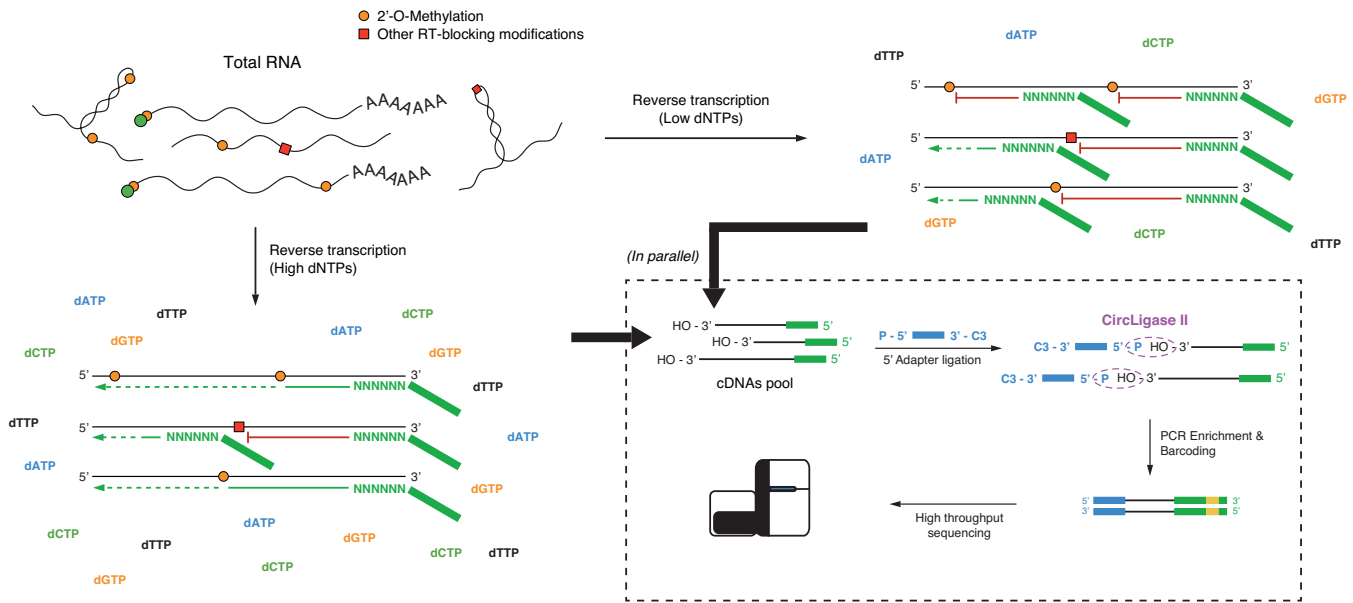 2'-O-Methylation
Other RT-blocking modifications
Total RNA
AAAAAAA
AAAAAAA
Reverse transcription
(Low dNTPs)
dATP
dCTP
dTTP
dGTP
5'
3'
NNNNNN
NNNNNN
5'
3'
dATP
NNNNNN
NNNNNN
5'
3'
NNNNNN
NNNNNN
dGTP
dCTP
dTTP
Reverse transcription
(High dNTPs)
(In parallel)
dATP
dTTP
dCTP
dATP
dGTP
dCTP
dGTP
5'
3'
NNNNNN
dTTP
dTTP
5'
3'
NNNNNN
NNNNNN
dATP
dATP
5'
3'
NNNNNN
dGTP
dATP
dCTP
dTTP
dGTP
dCTP
dTTP
dCTP
dGTP
HO - 3'
5'
HO - 3'
5'
HO - 3'
5'
cDNAs pool
P - 5'
3' - C3
5' Adapter ligation
CircLigase II
C3 - 3'
5' - P
HO - 3'
5'
C3 - 3'
5' - P
HO - 3'
5'
PCR Enrichment &
Barcoding
5'
3'
3'
5'
High throughput
sequencing